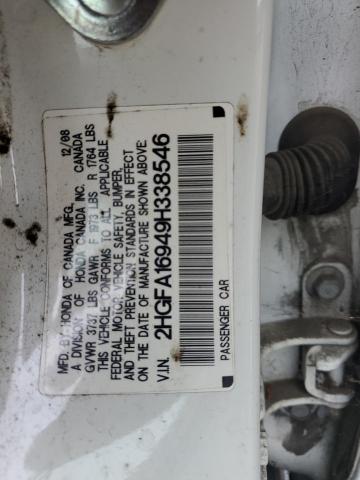 MFD. BY HONDA OF CANADA MFG. 12/08
A DIVISION OF HONDA CANADA INC. CANADA
GVWR 3737 LBS GAWR F 1973 LBS R 1764 LBS
THIS VEHICLE CONFORMS TO ALL APPLICABLE
FEDERAL MOTOR VEHICLE SAFETY, BUMPER,
AND THEFT PREVENTION STANDARDS IN EFFECT
ON THE DATE OF MANUFACTURE SHOWN ABOVE.
V.I.N. 2HGFA16949H338546
PASSENGER CAR